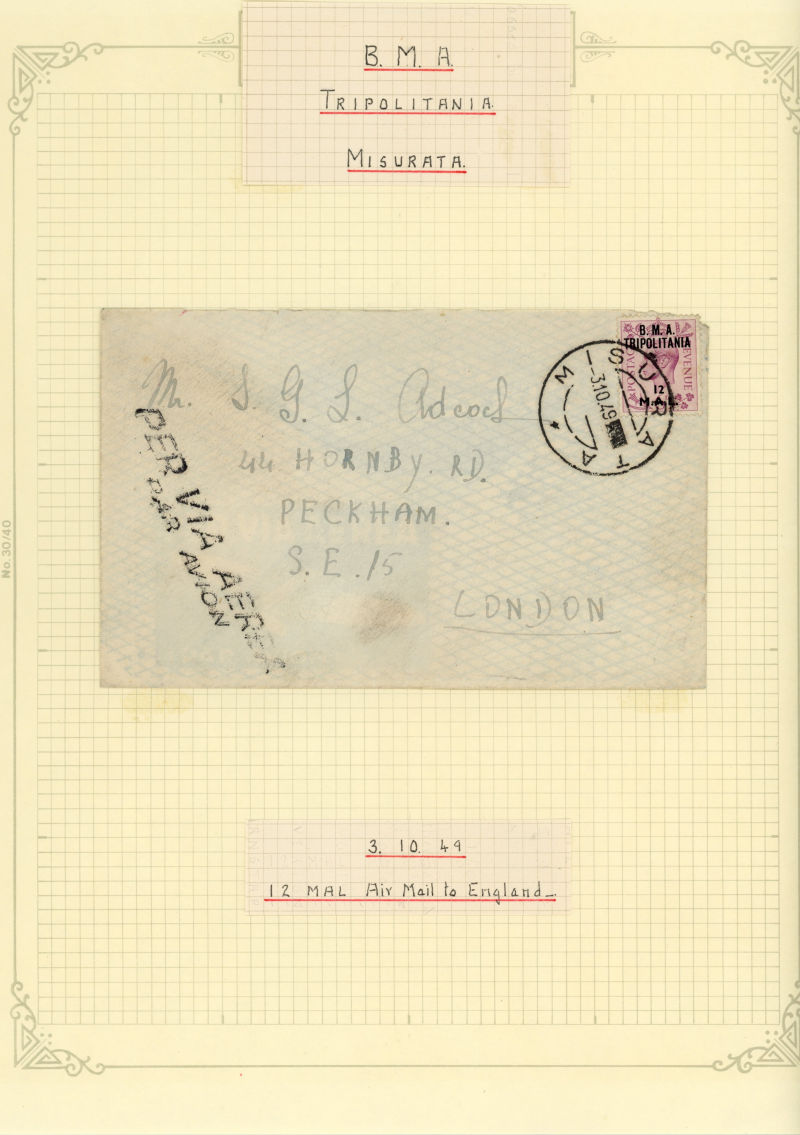 B. M. A.
TRIPOLITANIA.
MISURATA.
B. M. A.
TRIPOLITANIA
REVENUE
12
M.A.L.
MISURATA
-3.10.49
Mr. S. G. L. Adcock
44 HORNBY. RD.
PECKHAM.
S. E. 15
LONDON
PER VIA AEREA
PAR AVION
No. 30/40
3. 10. 49
12 MAL Air Mail to England